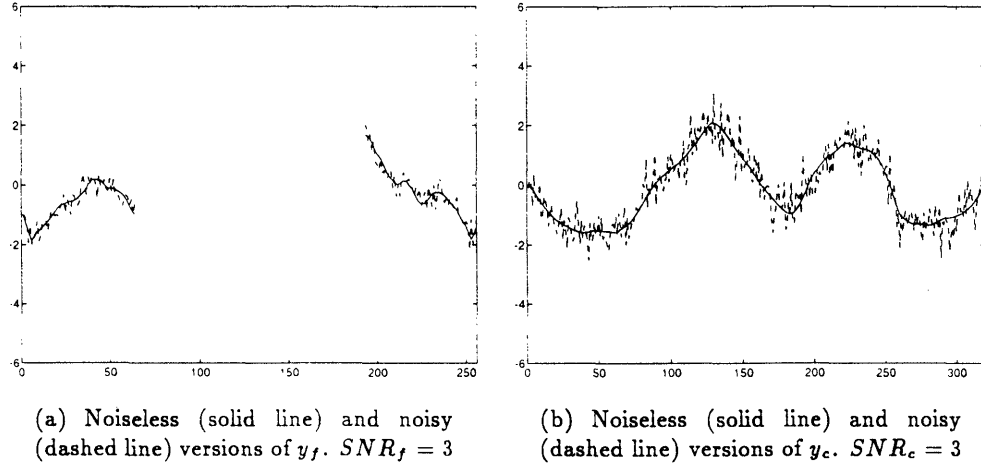 6
4
2
0
-2
-4
-6
0 50 100 150 200 250
6
4
2
0
-2
-4
-6
0 50 100 150 200 250 300
(a) Noiseless (solid line) and noisy
(dashed line) versions of y_f. SNR_f = 3
(b) Noiseless (solid line) and noisy
(dashed line) versions of y_c. SNR_c = 3